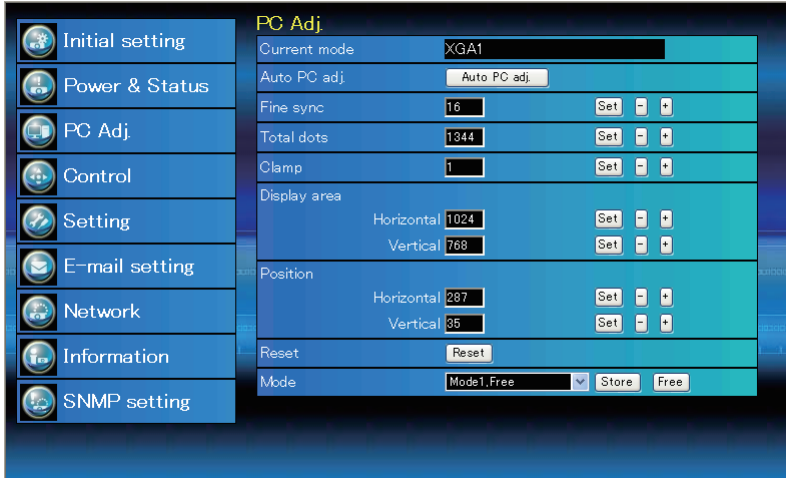 Initial setting
Power & Status
PC Adj.
Control
Setting
E-mail setting
Network
Information
SNMP setting
PC Adj.
Current mode XGA1
Auto PC adj. Auto PC adj.
Fine sync 16 Set - +
Total dots 1344 Set - +
Clamp 1 Set - +
Display area
Horizontal 1024 Set - +
Vertical 768 Set - +
Position
Horizontal 287 Set - +
Vertical 35 Set - +
Reset Reset
Mode Mode1,Free Store Free